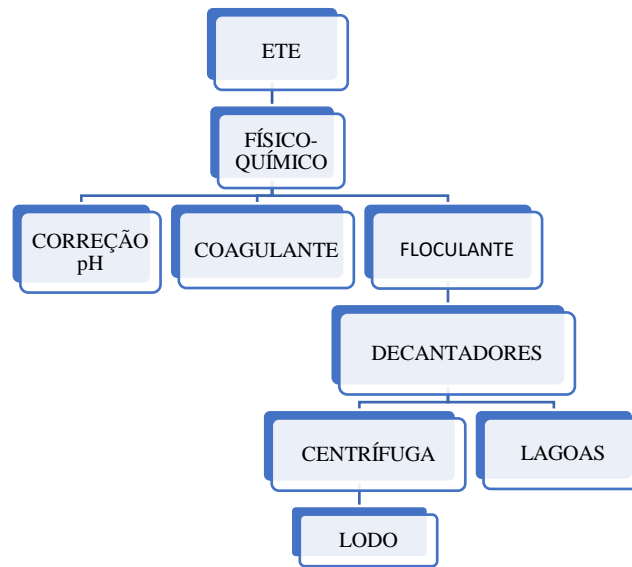 ETE
FÍSICO-
QUÍMICO
CORREÇÃO
pH
COAGULANTE
FLOCULANTE
DECANTADORES
CENTRÍFUGA
LAGOAS
LODO